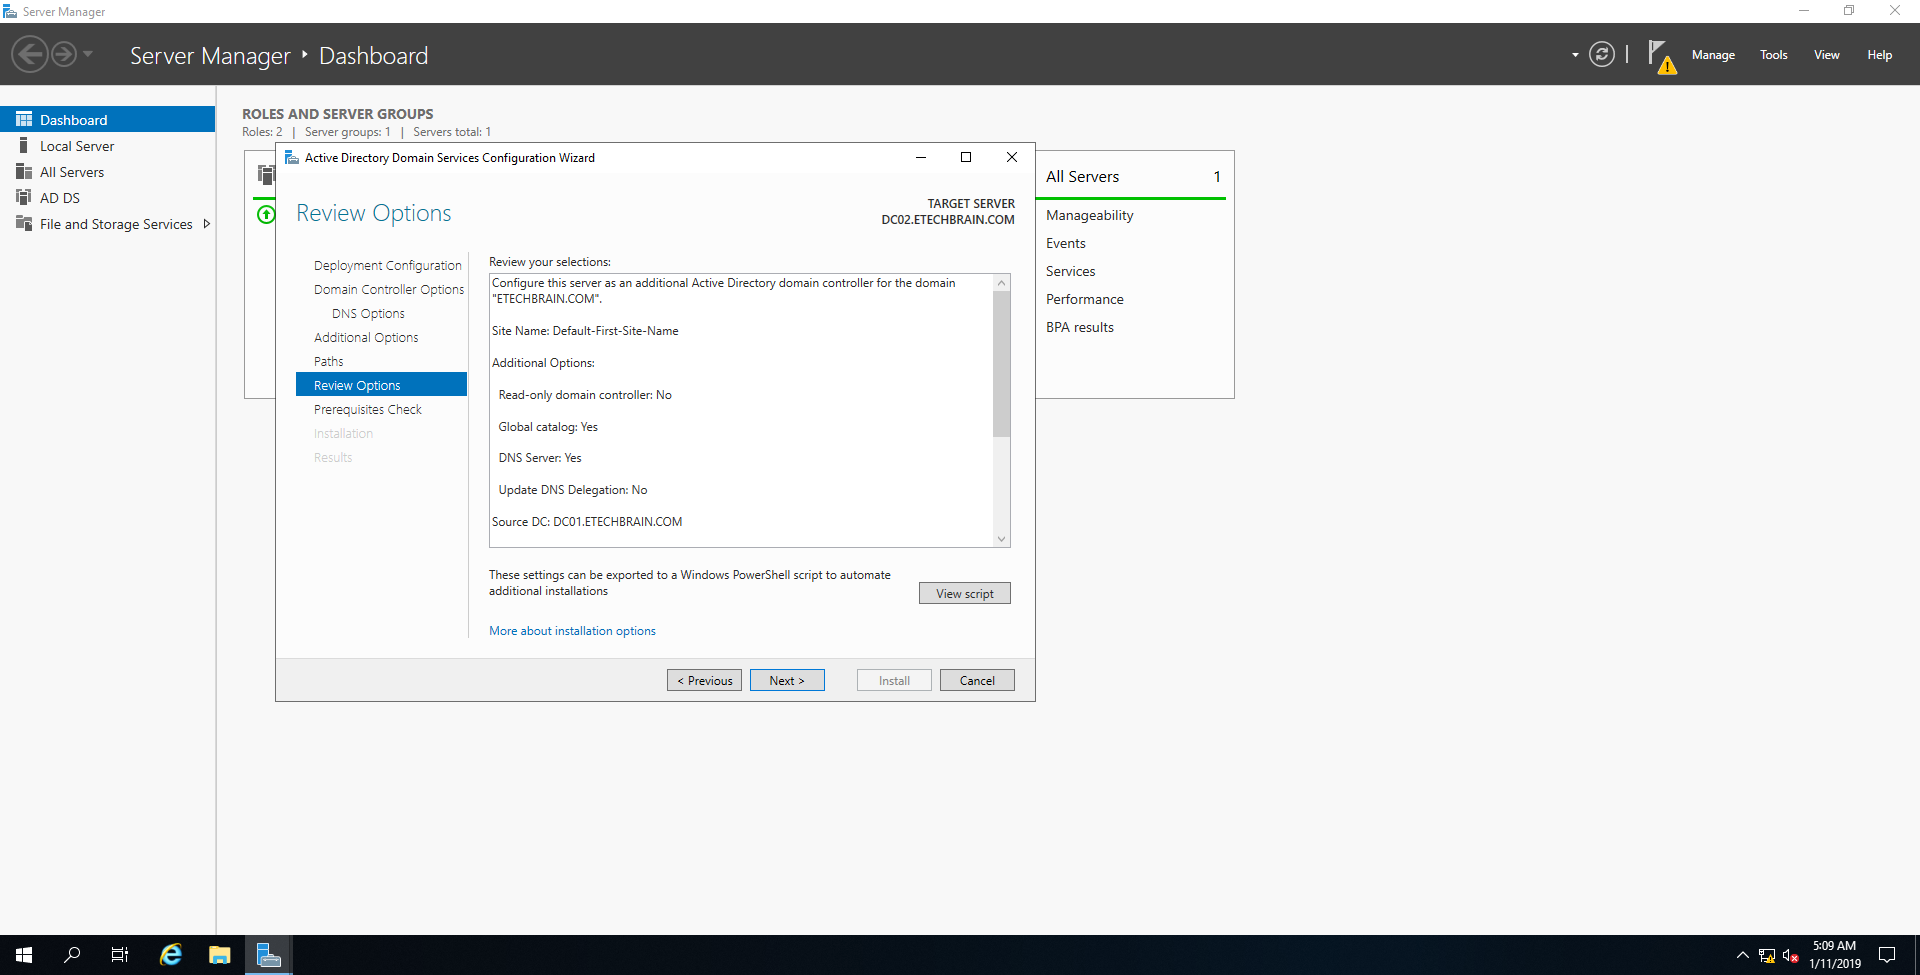 Server Manager
Server Manager ‣ Dashboard
Manage
Tools
View
Help
Dashboard
Local Server
All Servers
AD DS
File and Storage Services
ROLES AND SERVER GROUPS
Roles: 2 | Server groups: 1 | Servers total: 1
Active Directory Domain Services Configuration Wizard
Review Options
TARGET SERVER
DC02.ETECHBRAIN.COM
Deployment Configuration
Domain Controller Options
DNS Options
Additional Options
Paths
Review Options
Prerequisites Check
Installation
Results
Review your selections:
Configure this server as an additional Active Directory domain controller for the domain
"ETECHBRAIN.COM".
Site Name: Default-First-Site-Name
Additional Options:
Read-only domain controller: No
Global catalog: Yes
DNS Server: Yes
Update DNS Delegation: No
Source DC: DC01.ETECHBRAIN.COM
These settings can be exported to a Windows PowerShell script to automate
additional installations
View script
More about installation options
< Previous
Next >
Install
Cancel
All Servers 1
Manageability
Events
Services
Performance
BPA results
5:09 AM
1/11/2019